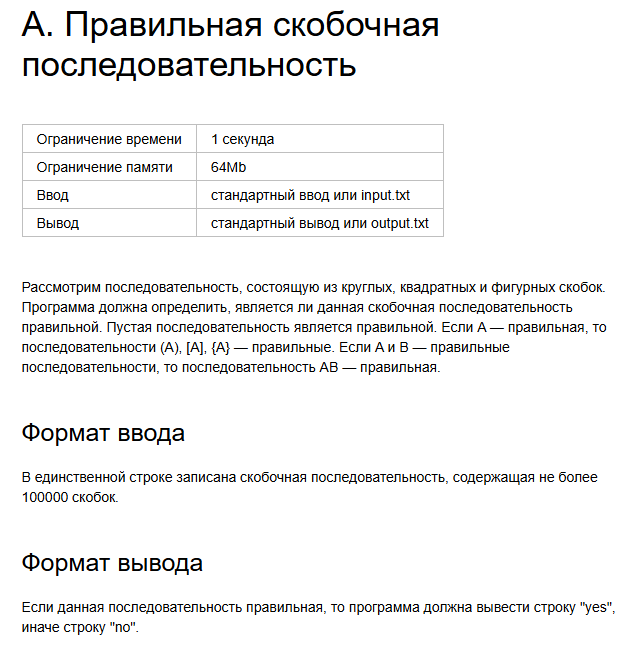 А. Правильная скобочная
последовательность
Ограничение времени 1 секунда
Ограничение памяти 64Mb
Ввод стандартный ввод или input.txt
Вывод стандартный вывод или output.txt
Рассмотрим последовательность, состоящую из круглых, квадратных и фигурных скобок.
Программа должна определить, является ли данная скобочная последовательность
правильной. Пустая последовательность является правильной. Если A — правильная, то
последовательности (A), [A], {A} — правильные. Если A и B — правильные
последовательности, то последовательность AB — правильная.
Формат ввода
В единственной строке записана скобочная последовательность, содержащая не более
100000 скобок.
Формат вывода
Если данная последовательность правильная, то программа должна вывести строку "yes",
иначе строку "no".